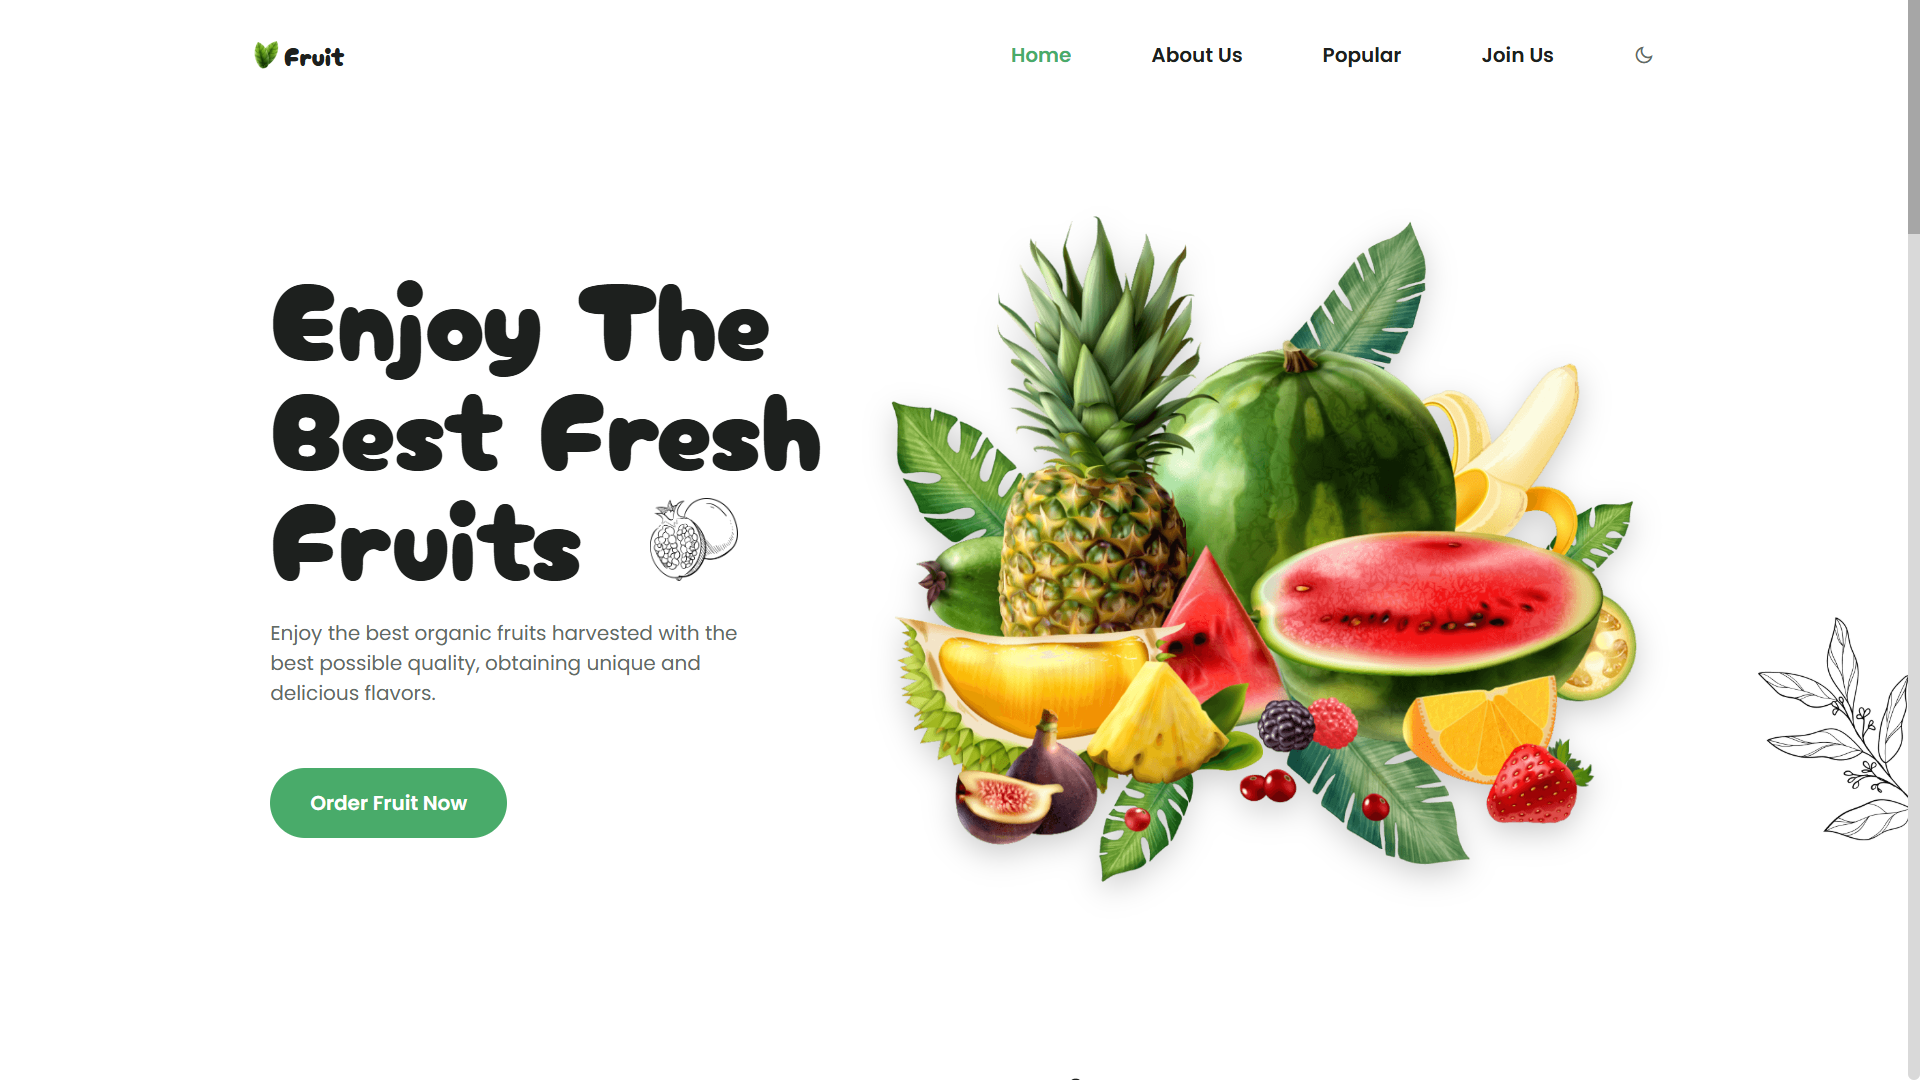 Fruit
Home
About Us
Popular
Join Us
Enjoy The
Best Fresh
Fruits
Enjoy the best organic fruits harvested with the
best possible quality, obtaining unique and
delicious flavors.
Order Fruit Now